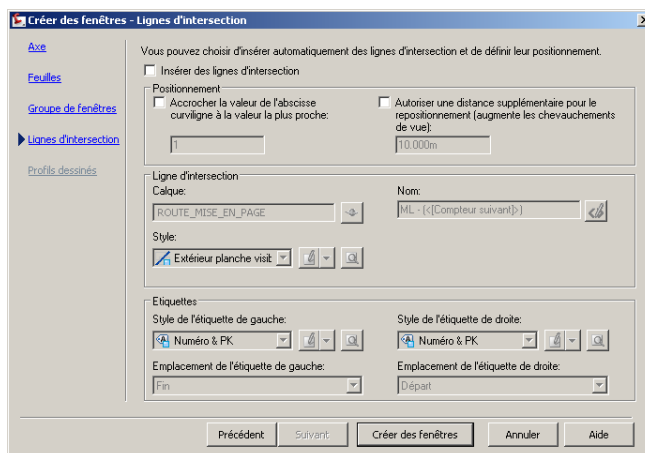 Créer des fenêtres - Lignes d'intersection
Axe
Feuilles
Groupe de fenêtres
Lignes d'intersection
Profils dessinés
Vous pouvez choisir d'insérer automatiquement des lignes d'intersection et de définir leur positionnement.
Insérer des lignes d'intersection
Positionnement
Accrocher la valeur de l'abscisse
curviligne à la valeur la plus proche:
1
Autoriser une distance supplémentaire pour le
repositionnement (augmente les chevauchements
de vue):
10.000m
Ligne d'intersection
Calque:
ROUTE_MISE_EN_PAGE
Nom:
ML - (<[Compteur suivant]>)
Style:
Extérieur planche visit
Etiquettes
Style de l'étiquette de gauche:
Numéro & PK
Style de l'étiquette de droite:
Numéro & PK
Emplacement de l'étiquette de gauche:
Fin
Emplacement de l'étiquette de droite:
Départ
Précédent
Suivant
Créer des fenêtres
Annuler
Aide